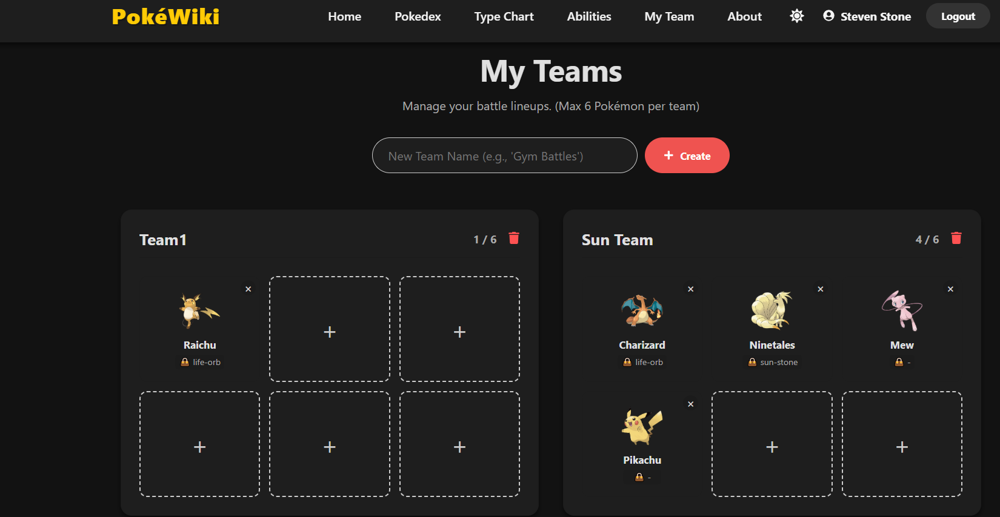 PokéWiki Home Pokedex Type Chart Abilities My Team About Steven Stone Logout
My Teams
Manage your battle lineups. (Max 6 Pokémon per team)
New Team Name (e.g., 'Gym Battles') + Create
Team1 1 / 6
×
Raichu
life-orb
+
+
+
+
+
Sun Team 4 / 6
× × ×
Charizard Ninetales Mew
life-orb sun-stone -
×
Pikachu
-
+
+